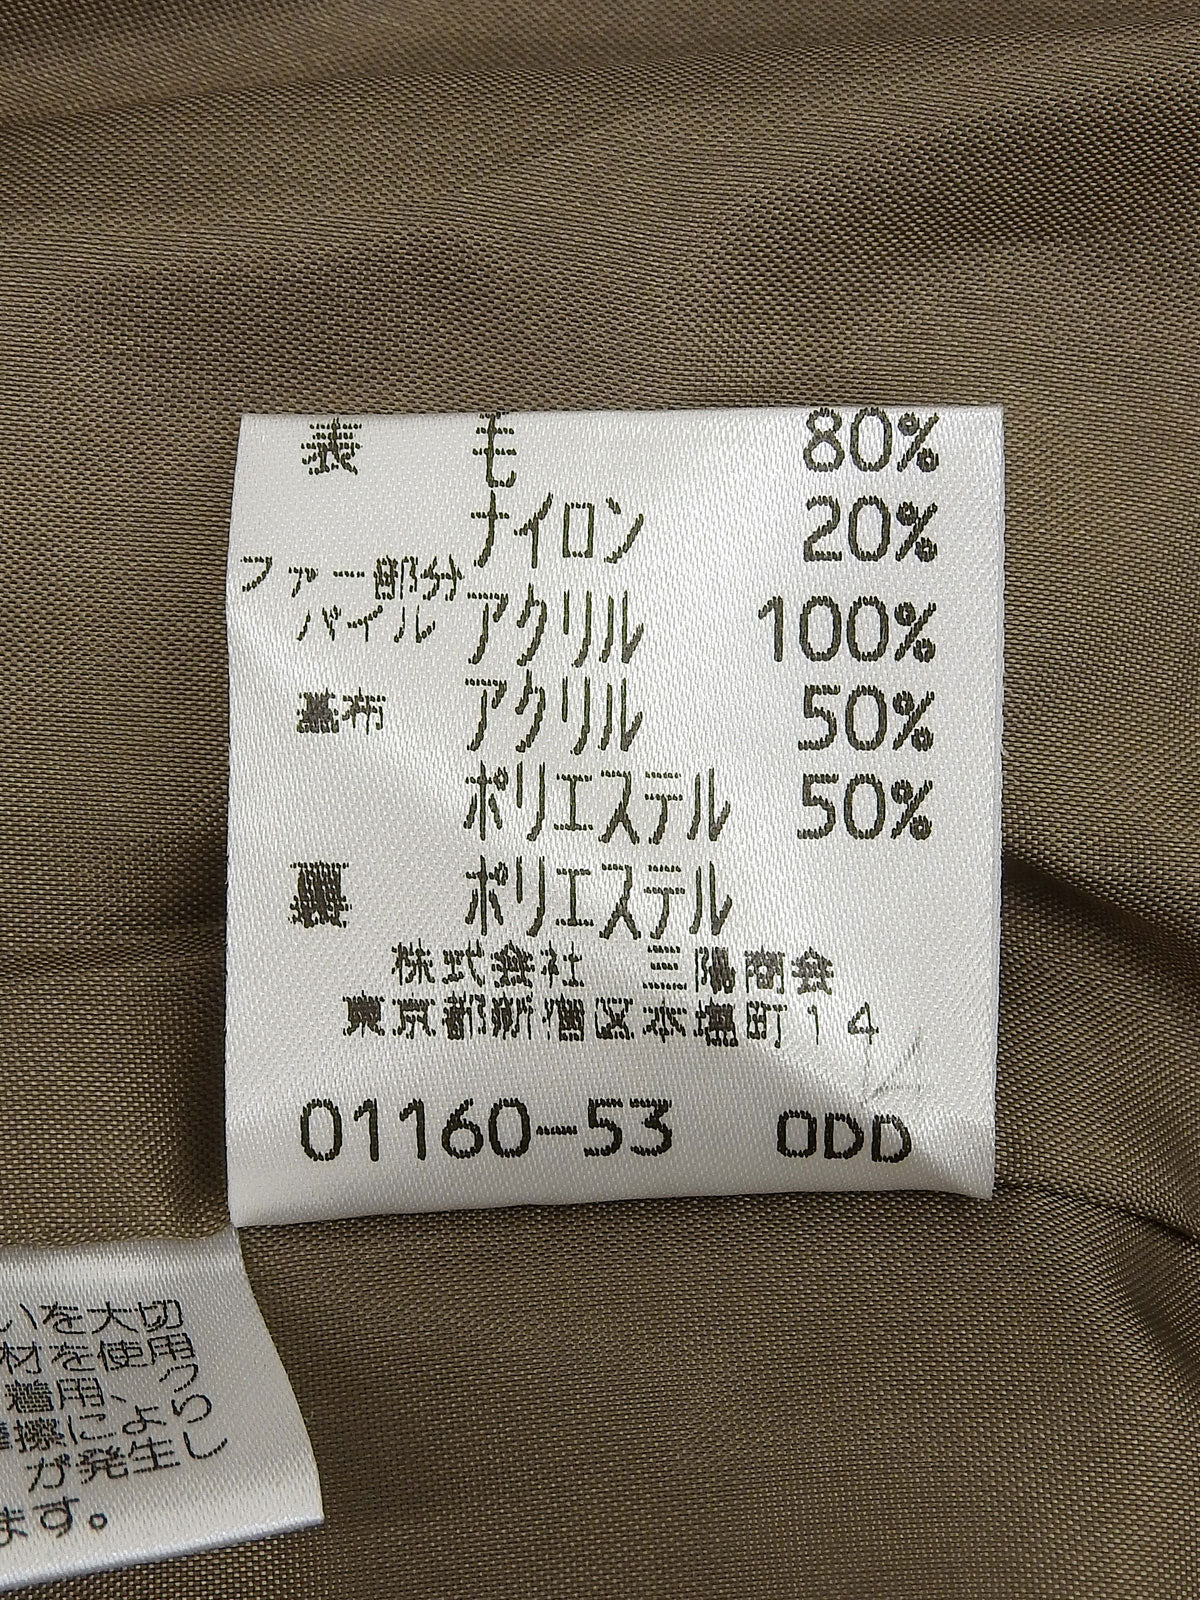 表 毛 80%
ナイロン 20%
ファー部分
パイル アクリル 100%
基布 アクリル 50%
ポリエステル 50%
裏 ポリエステル
株式会社 三陽商会
東京都新宿区本塩町14
01160-53 ODD
いを大切
材を使用
着用、つ
擦によら
が発生し
ます。